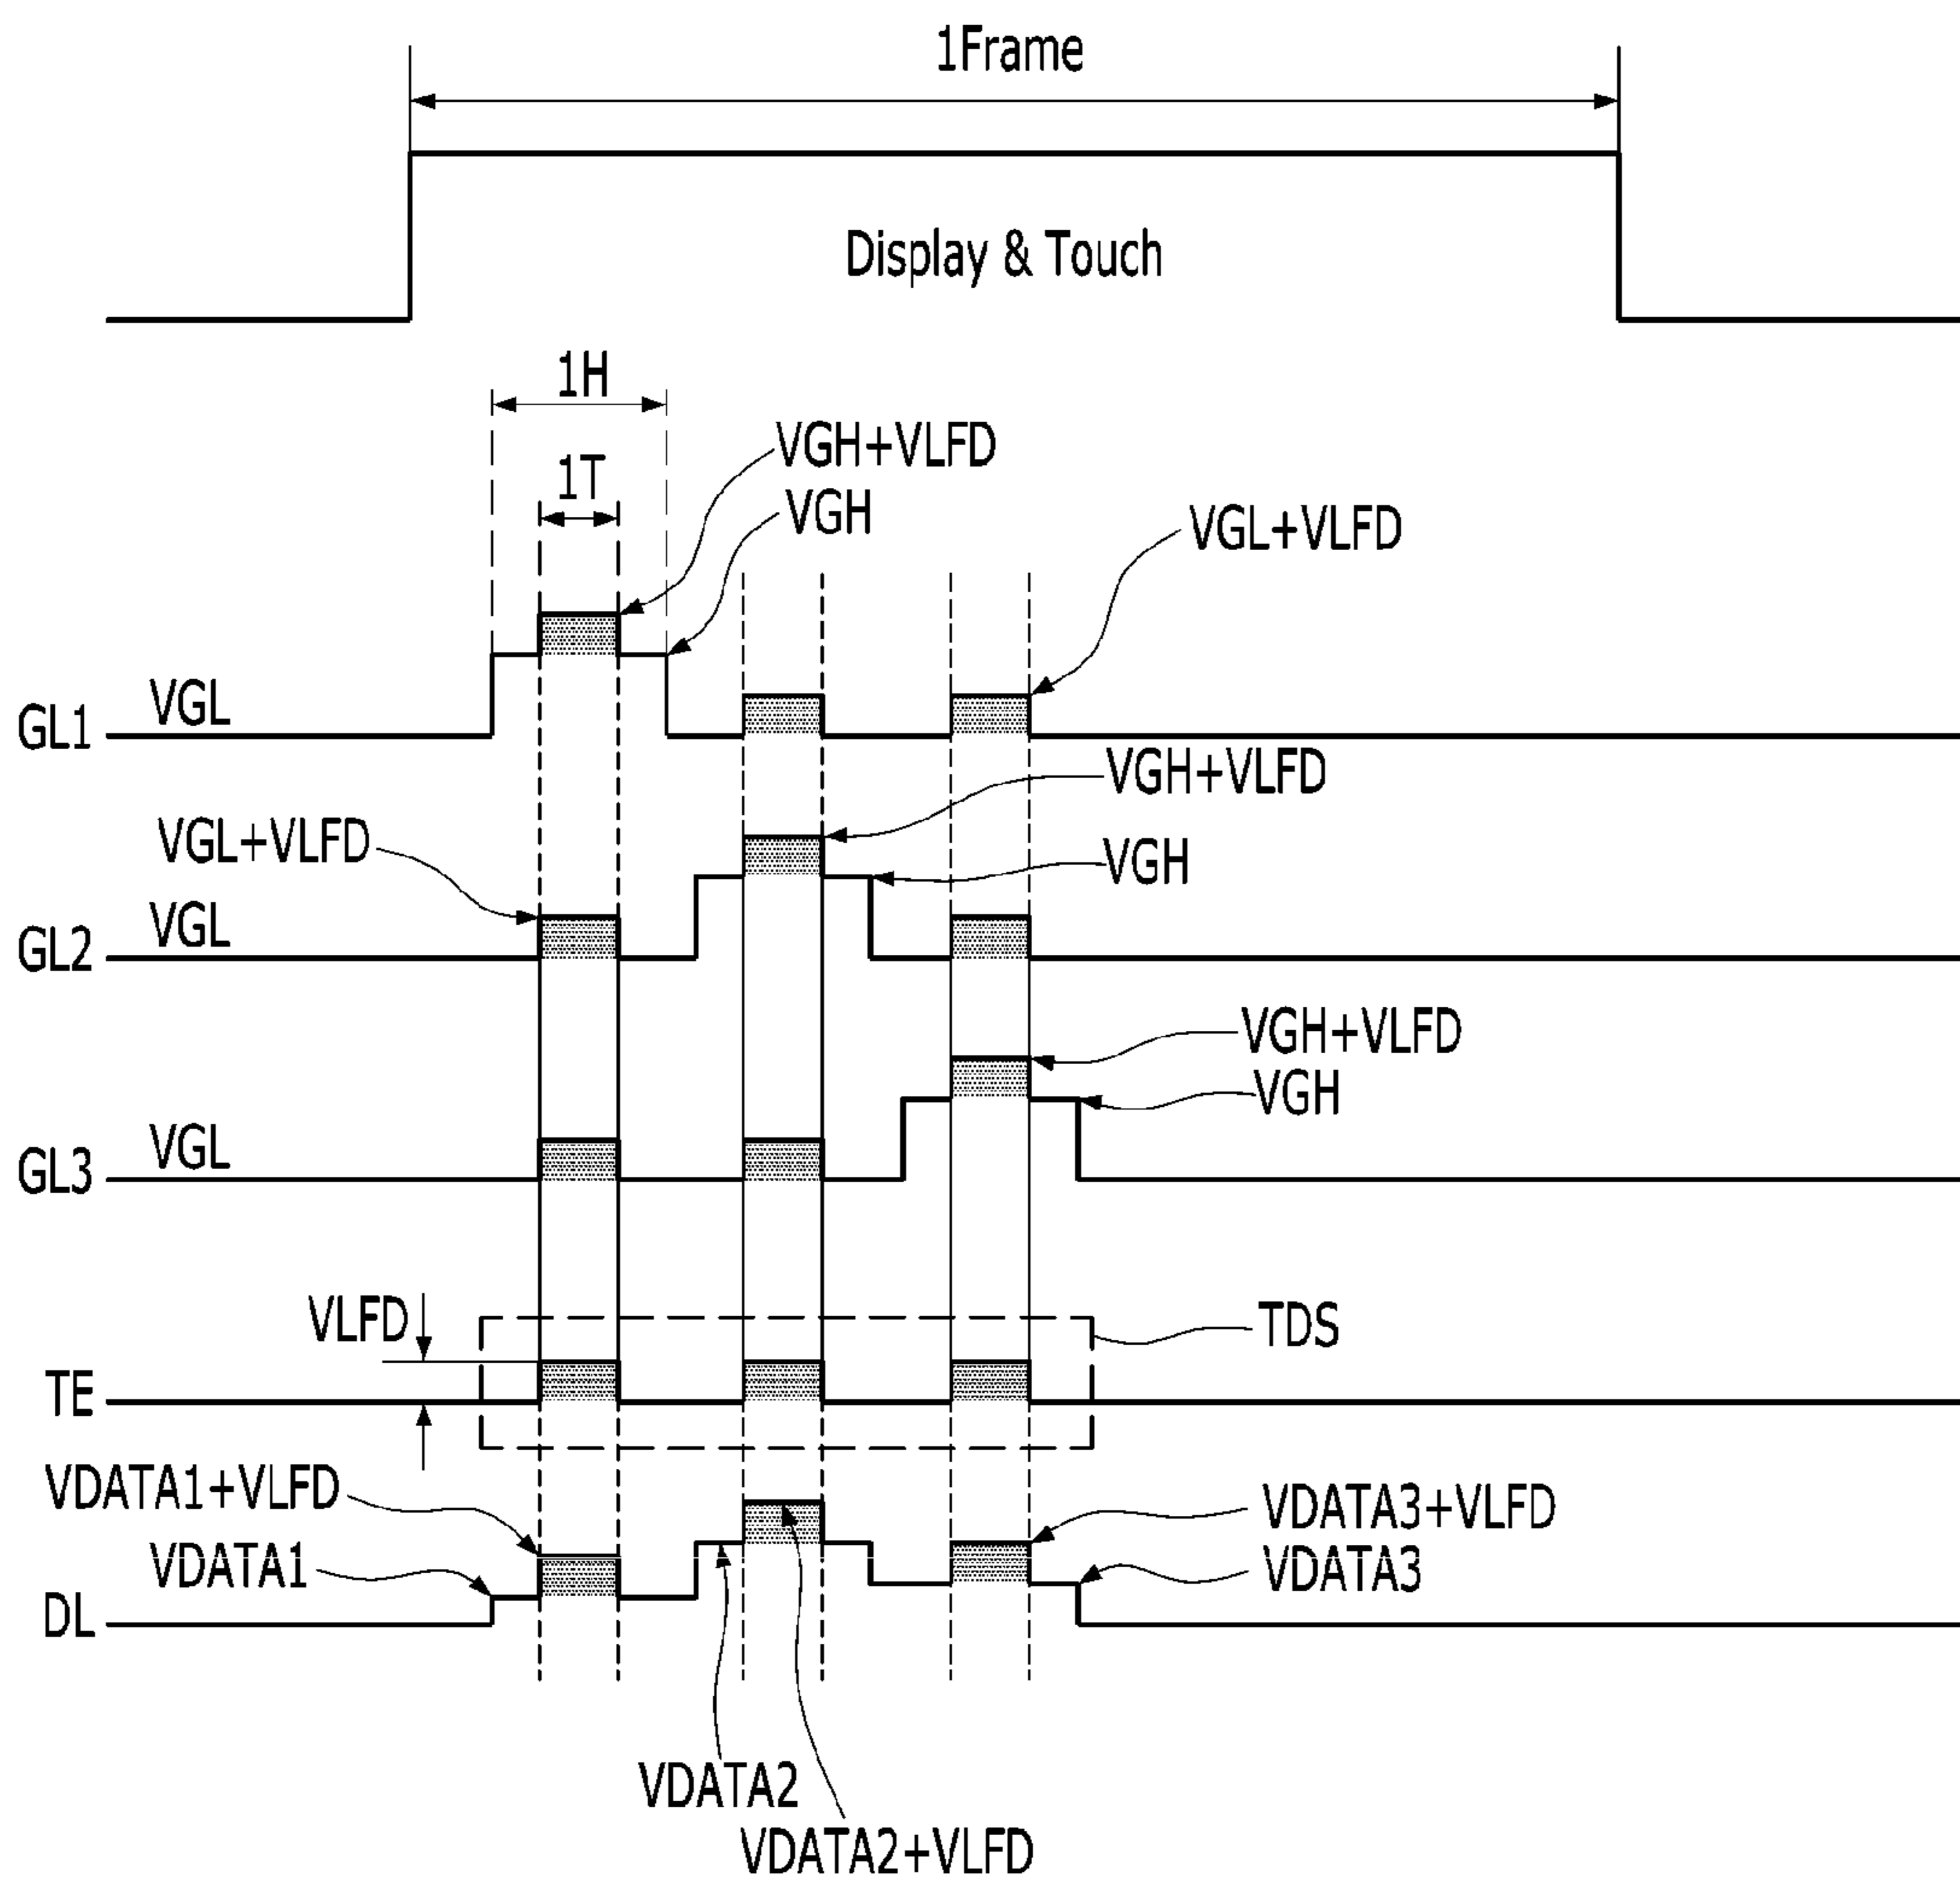 1Frame
Display & Touch
1H
VGH+VLFD
1T
VGH
VGL+VLFD
VGL
GL1
VGH+VLFD
VGL+VLFD
VGH
VGL
GL2
VGH+VLFD
VGH
VGL
GL3
VLFD
TDS
TE
VDATA1+VLFD
VDATA3+VLFD
VDATA1
VDATA3
DL
VDATA2
VDATA2+VLFD